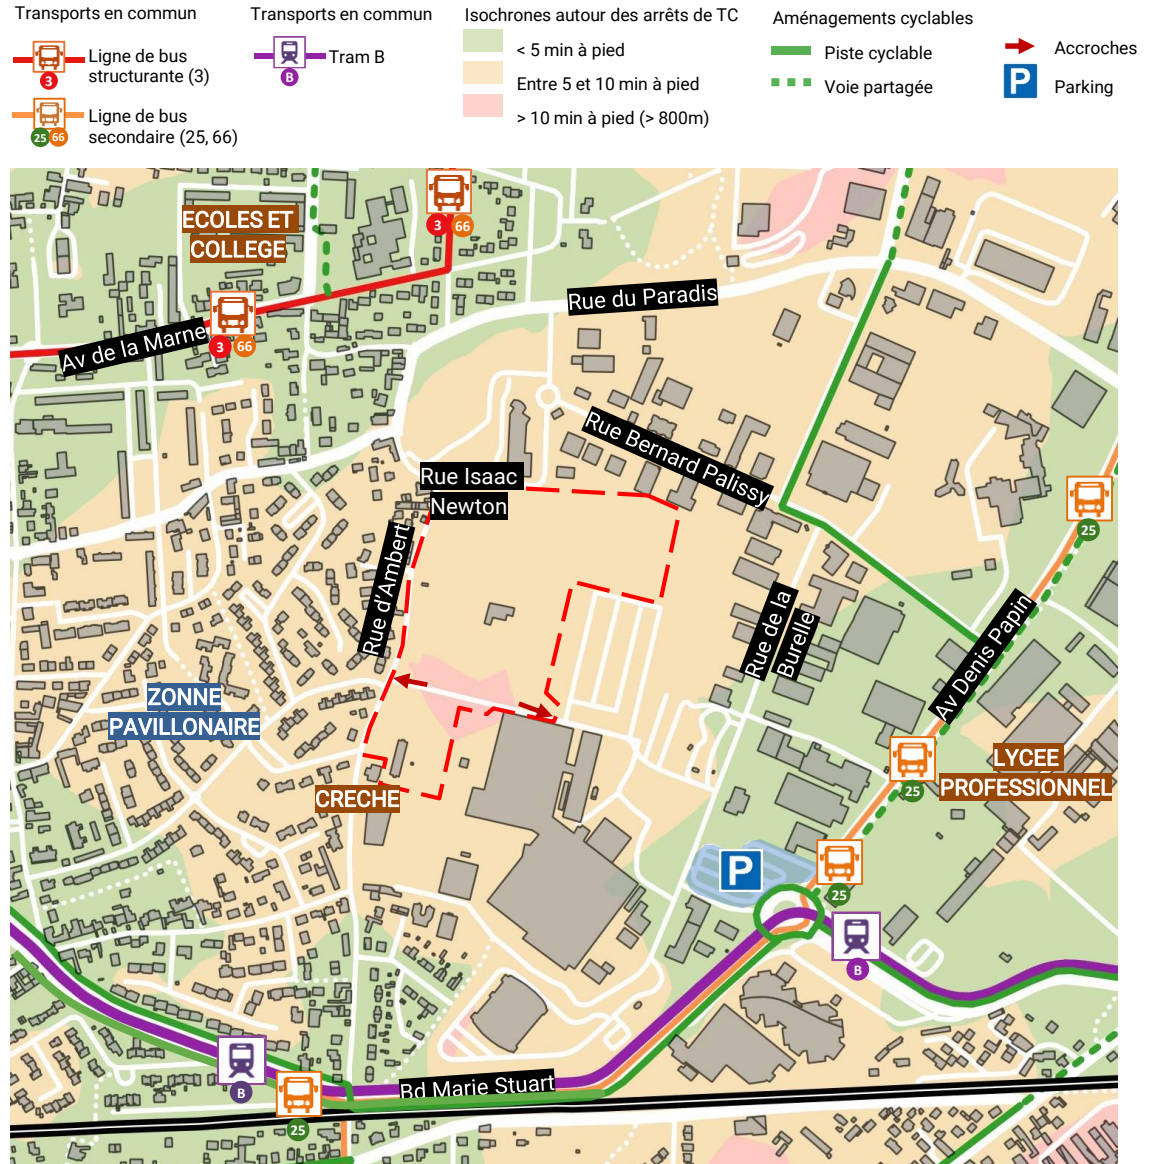 Transports en commun
Ligne de bus
structurante (3)
3
Ligne de bus
secondaire (25, 66)
25 66
Transports en commun
Tram B
B
Isochrones autour des arrêts de TC
< 5 min à pied
Entre 5 et 10 min à pied
> 10 min à pied (> 800m)
Aménagements cyclables
Piste cyclable
Voie partagée
Accroches
P
Parking
ECOLES ET
COLLEGE
3 66
Rue du Paradis
Av de la Marne
3 66
Rue Bernard Palissy
Rue Isaac
Newton
25
Rue d'Ambert
Rue de la
Burelle
Av Denis Papin
ZONNE
PAVILLONAIRE
LYCEE
PROFESSIONNEL
25
CRECHE
P
25
B
B
Bd Marie Stuart
25